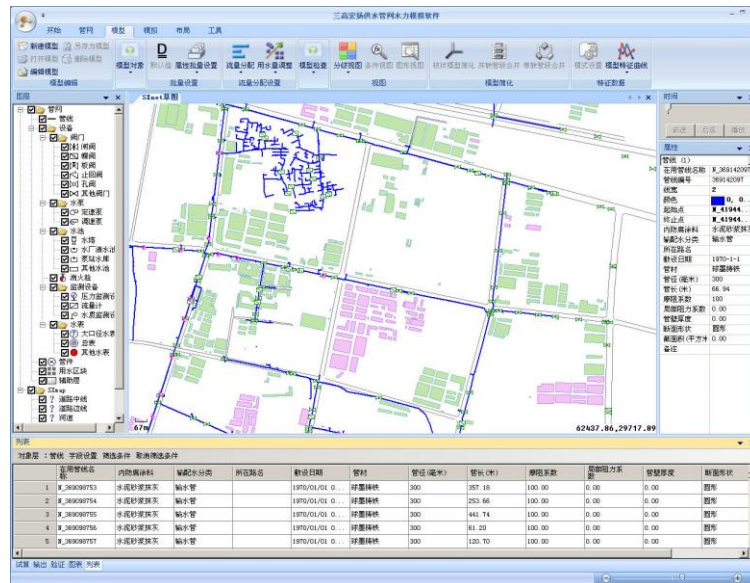 三高宏扬供水管网水力模拟软件
开始 管网 模型 模拟 布局 工具
新建模型 另存为模型
打开模型 删除模型
编辑模型
模型对象 默认值 属性批量设置 流量分配 用水量调整 模型检查 分级视图 条件视图 图形视图 拓扑模型简化 并联管段合并 串联管段合并 模式设置 模型特征曲线
模型编辑 批量设置 流量分配设置 视图 模型简化 特征数据
图层
管网
管线
设备
阀门
闸阀
蝶阀
止回阀
孔阀
其他阀门
水泵
定速泵
调速泵
水池
水塔
水厂清水池
泵站水库
其他水池
消火栓
监测设备
压力监测设
流量计
水质监测设
水表
大口径水表
总表
其他水表
管件
用水区块
辅助层
SImap
道路中线
道路边线
河道
SInet草图
67m
62437.86,29717.89
时间
前进 后退 播放
属性
管线 (1)
在用管线名称 N_36914209T
管线编号 36914209T
线宽 2
颜色 0, 0...
起始点 N_41944...
终止点 N_41944...
内防腐涂料 水泥砂浆抹灰
输配水分类 输水管
所在路名
敷设日期 1970-1-1
管材 球墨铸铁
管径(毫米) 300
管长(米) 66.94
摩阻系数 100
局部阻力系数 0.00
管壁厚度 0.00
断面形状 圆形
截面积(平方米 0.00
备注
列表
对象层 :管线 字段设置 筛选条件 取消筛选条件
在用管线名称 内防腐涂料 输配水分类 所在路名 敷设日期 管材 管径(毫米) 管长(米) 摩阻系数 局部阻力系数 管壁厚度 断面形状
1 N_369098753 水泥砂浆抹灰 输水管 1970/01/01 0... 球墨铸铁 300 357.18 100.00 0.00 0.00 圆形
2 N_369098754 水泥砂浆抹灰 输水管 1970/01/01 0... 球墨铸铁 300 253.66 100.00 0.00 0.00 圆形
3 N_369098755 水泥砂浆抹灰 输水管 1970/01/01 0... 球墨铸铁 300 441.74 100.00 0.00 0.00 圆形
4 N_369098756 水泥砂浆抹灰 输水管 1970/01/01 0... 球墨铸铁 300 61.20 100.00 0.00 0.00 圆形
5 N_369098757 水泥砂浆抹灰 输水管 1970/01/01 0... 球墨铸铁 300 120.70 100.00 0.00 0.00 圆形
试算 输出 验证 图表 列表